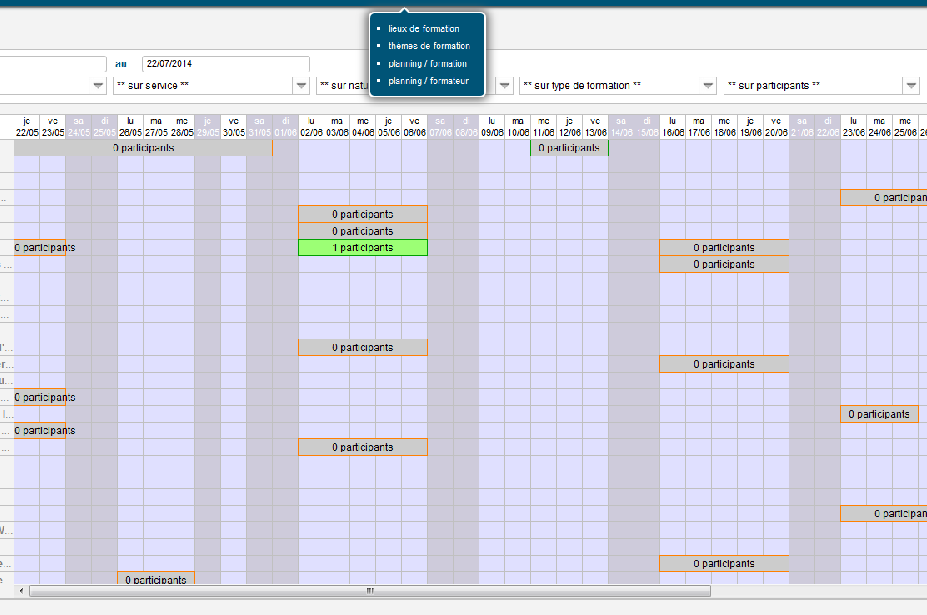 lieux de formation
thèmes de formation
planning / formation
planning / formateur
au 22/07/2014
** sur service ** ** sur natu ** sur type de formation ** ** sur participants **
je ve sa di lu ma me je ve sa di lu ma me je ve sa di lu ma me je ve sa di lu ma me je ve sa di lu ma me
22/05 23/05 24/05 25/05 26/05 27/05 28/05 29/05 30/05 31/05 01/06 02/06 03/06 04/06 05/06 06/06 07/06 08/06 09/06 10/06 11/06 12/06 13/06 14/06 15/06 16/06 17/06 18/06 19/06 20/06 21/06 22/06 23/06 24/06 25/06 26
0 participants 0 participants
... 0 participan
0 participants
0 participants
0 participants 1 participants 0 participants
... 0 participants
...
...
l'... 0 participants
er... 0 participants
u...
... 0 participants
l... 0 participants
... 0 participants
... 0 participants
0 participan
W...
e... 0 participants
e 0 participants